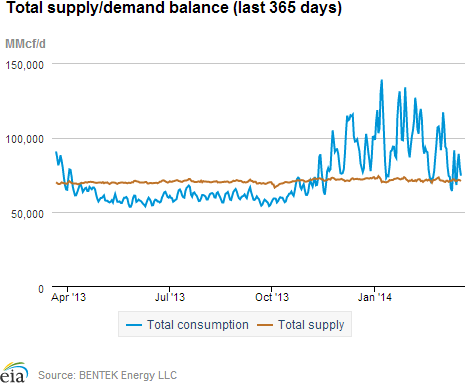 Total supply/demand balance (last 365 days)
MMcf/d
150,000
100,000
50,000
0
Apr '13 Jul '13 Oct '13 Jan '14
Total consumption Total supply
eia Source: BENTEK Energy LLC